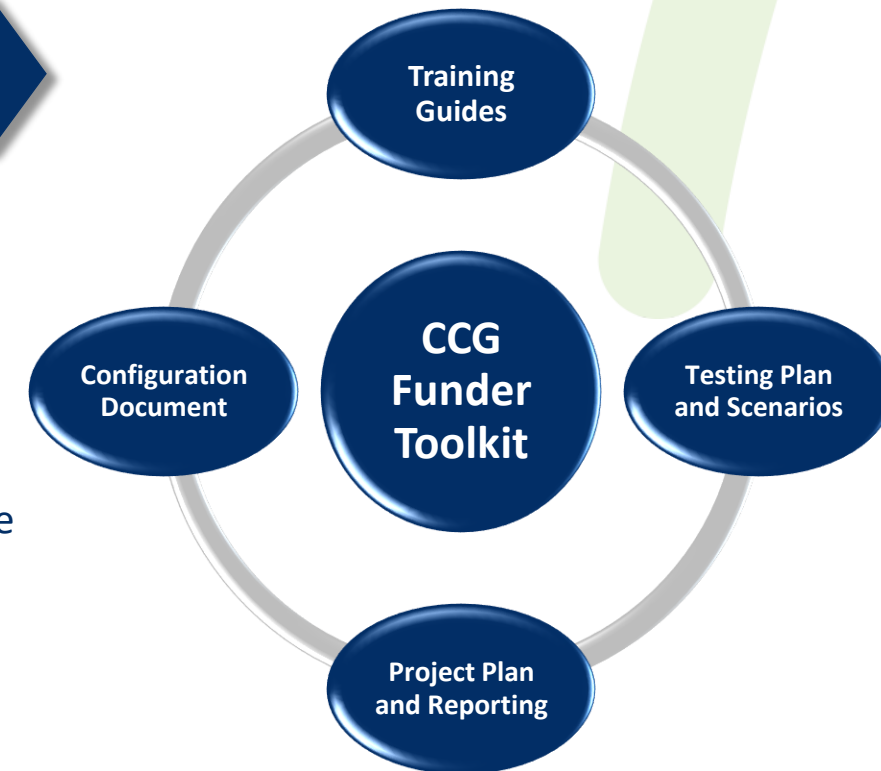 Training
Guides
CCG
Funder
Toolkit
Configuration
Document
Testing Plan
and Scenarios
e
Project Plan
and Reporting